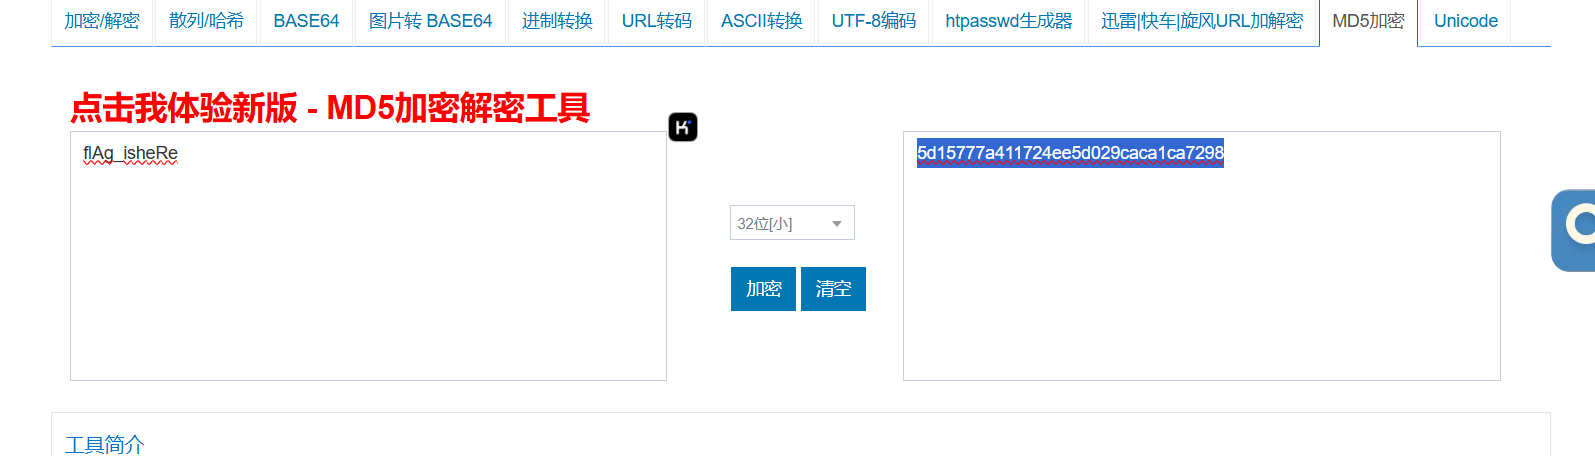 加密/解密 散列/哈希 BASE64 图片转 BASE64 进制转换 URL转码 ASCII转换 UTF-8编码 htpasswd生成器 迅雷|快车|旋风URL加解密 MD5加密 Unicode
点击我体验新版 - MD5加密解密工具
flAg_isheRe
5d15777a411724ee5d029caca1ca7298
32位[小]
加密 清空
工具简介